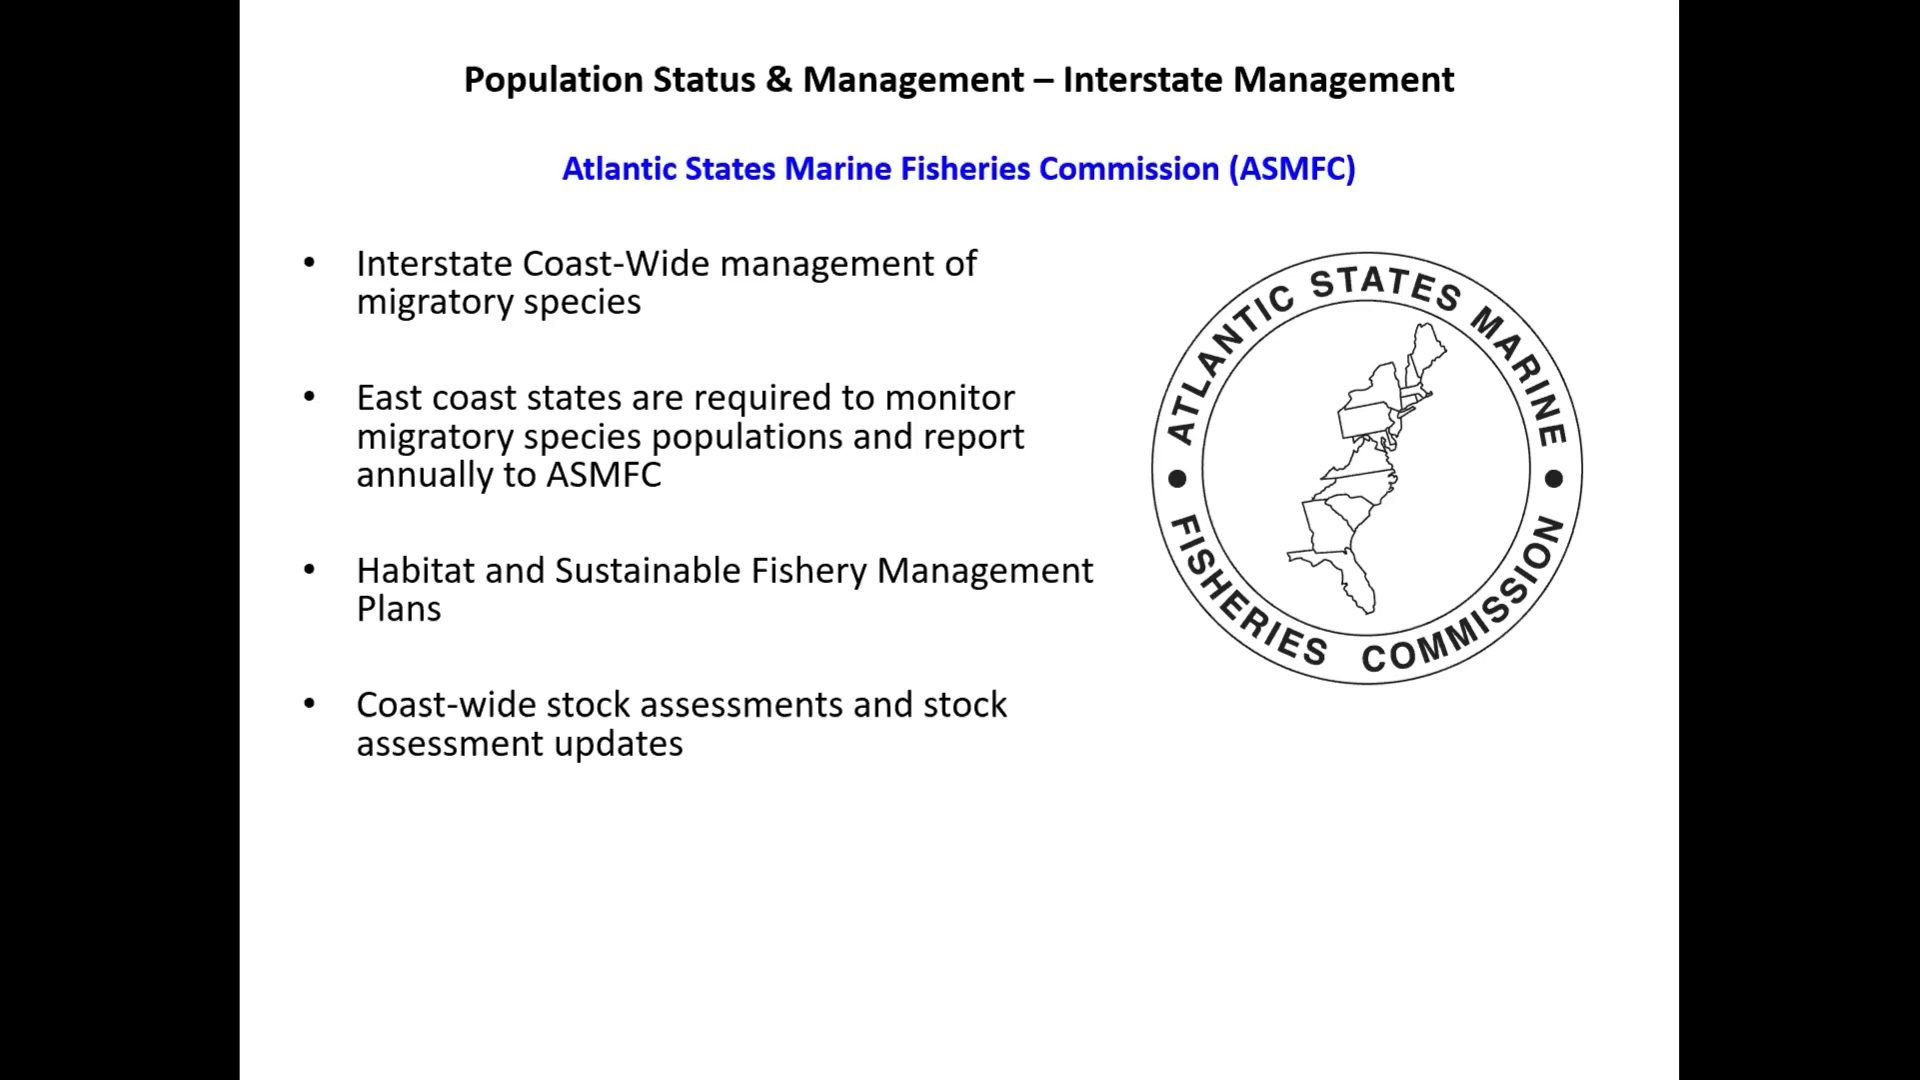 Population Status & Management – Interstate Management
Atlantic States Marine Fisheries Commission (ASMFC)
• Interstate Coast-Wide management of
migratory species
• East coast states are required to monitor
migratory species populations and report
annually to ASMFC
• Habitat and Sustainable Fishery Management
Plans
• Coast-wide stock assessments and stock
assessment updates
ATLANTIC STATES MARINE
FISHERIES COMMISSION